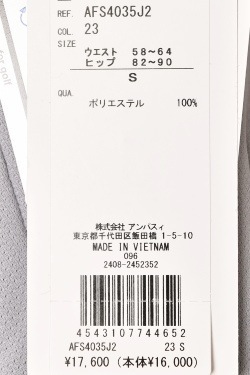 for golf
REF. AFS4035J2
COL. 23
SIZE
ウエスト 58~64
ヒップ 82~90
S
QUA.
ポリエステル 100%
株式会社 アンパスィ
東京都千代田区飯田橋 1-5-10
MADE IN VIETNAM
096
2408-2452352
4543107744652
AFS4035J2 23 S
¥17,600 (本体¥16,000)